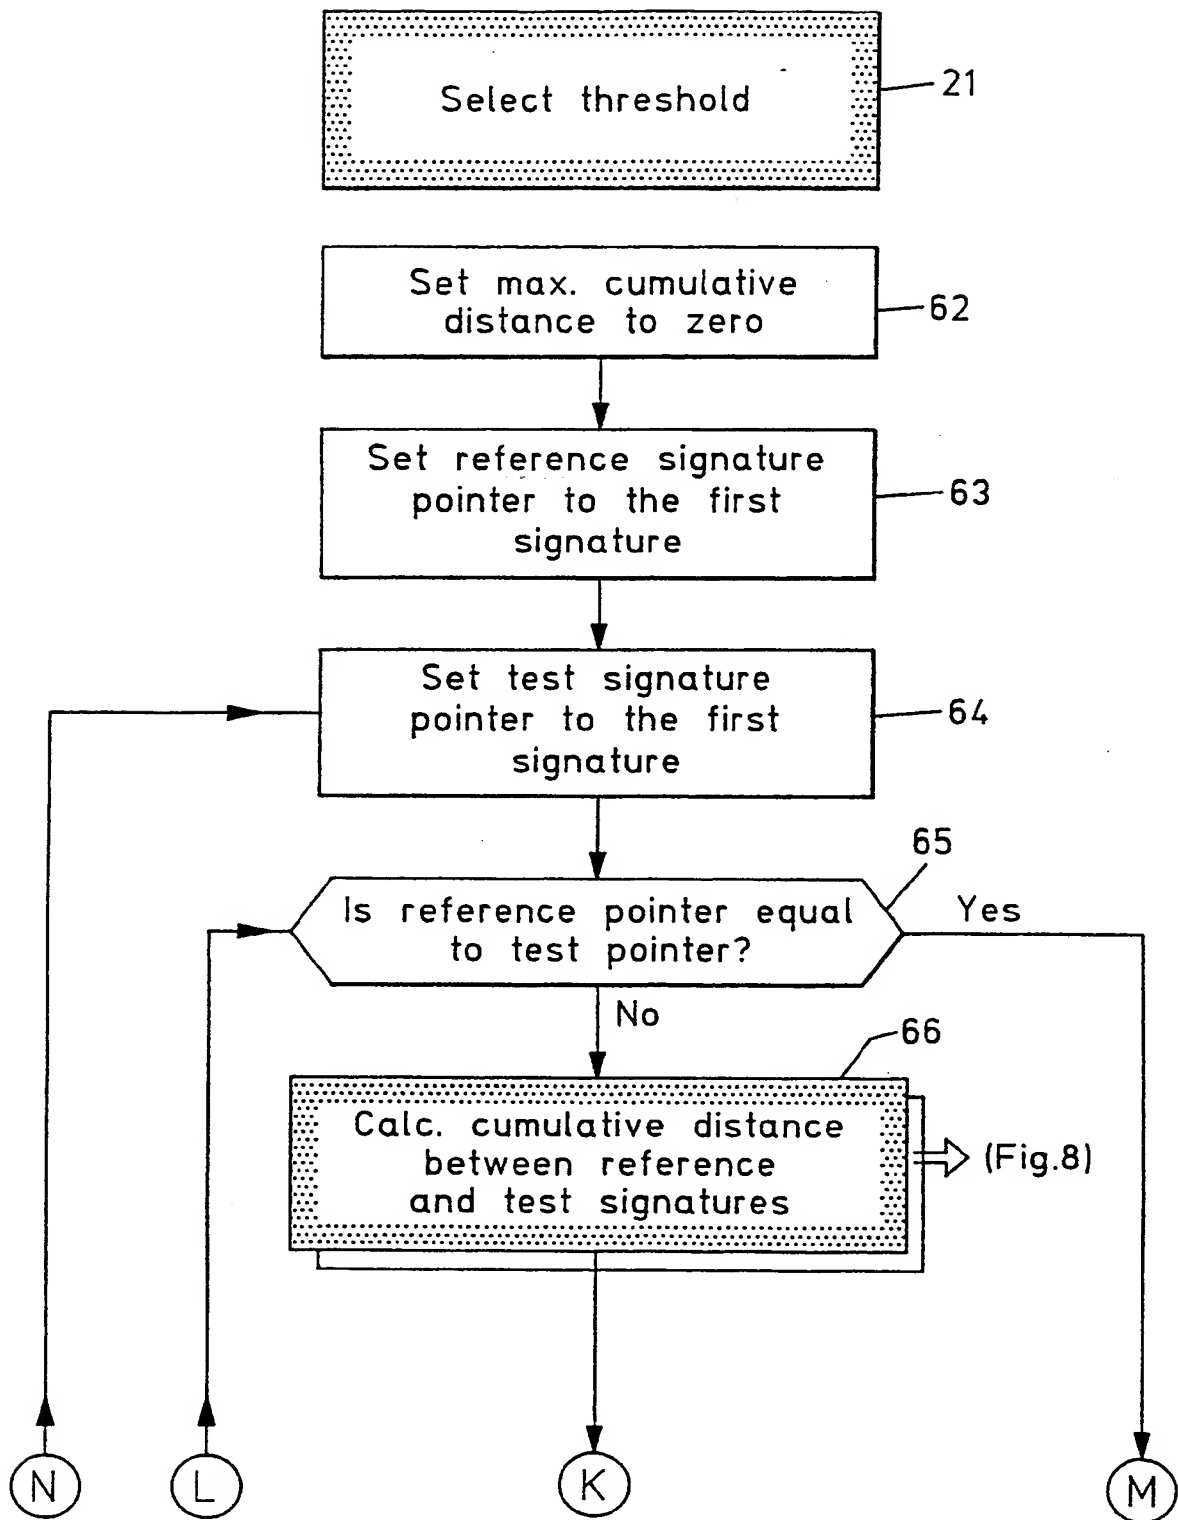 Select threshold
21
Set max. cumulative
distance to zero
62
Set reference signature
pointer to the first
signature
63
Set test signature
pointer to the first
signature
64
65
Is reference pointer equal
to test pointer?
Yes
No
66
Calc. cumulative distance
between reference
and test signatures
(Fig.8)
N
L
K
M